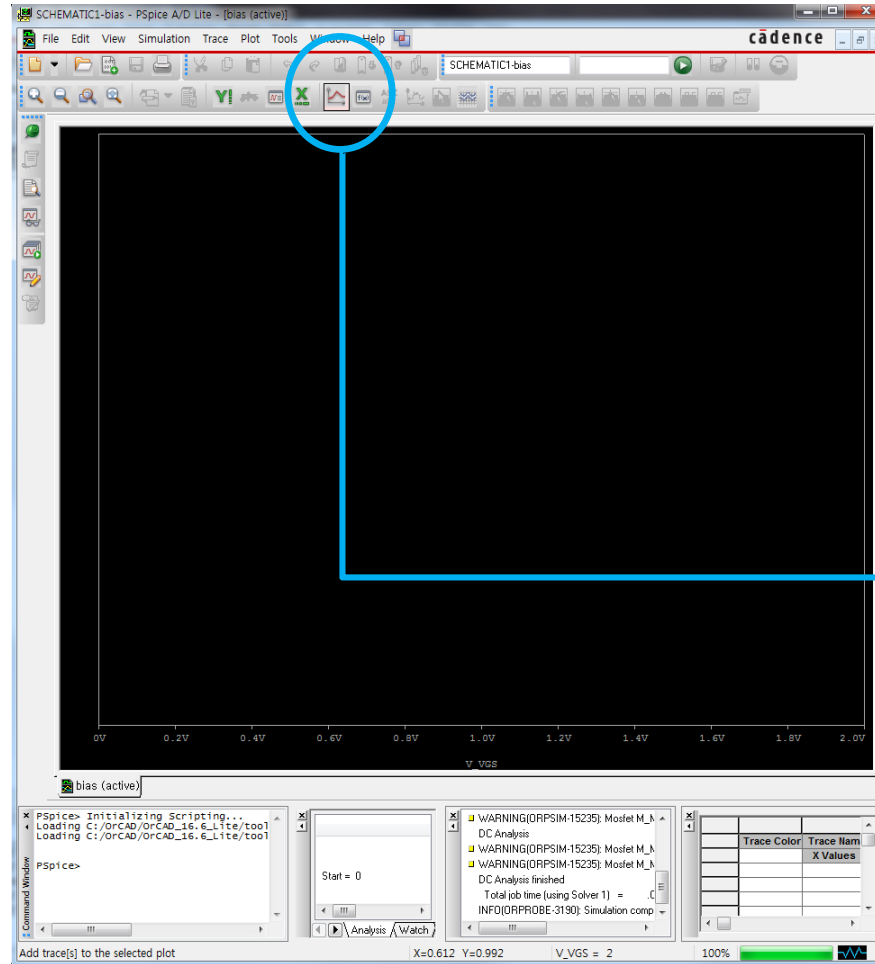 SCHEMATIC1-bias - PSpice A/D Lite - [bias (active)]
File Edit View Simulation Trace Plot Tools Window Help
cādence
SCHEMATIC1-bias
0V 0.2V 0.4V 0.6V 0.8V 1.0V 1.2V 1.4V 1.6V 1.8V 2.0V
V_VGS
bias (active)
PSpice> Initializing Scripting...
Loading C:/OrCAD/OrCAD_16.6_Lite/tool
Loading C:/OrCAD/OrCAD_16.6_Lite/tool
PSpice>
Command Window
Start = 0
Analysis Watch
WARNING(ORPSIM-15235): Mosfet M_M
DC Analysis
WARNING(ORPSIM-15235): Mosfet M_M
WARNING(ORPSIM-15235): Mosfet M_M
DC Analysis finished
Total job time (using Solver 1) = .0
INFO(ORPROBE-3190): Simulation comp
Trace Color Trace Nam
X Values
Add trace[s] to the selected plot X=0.612 Y=0.992 V_VGS = 2 100%